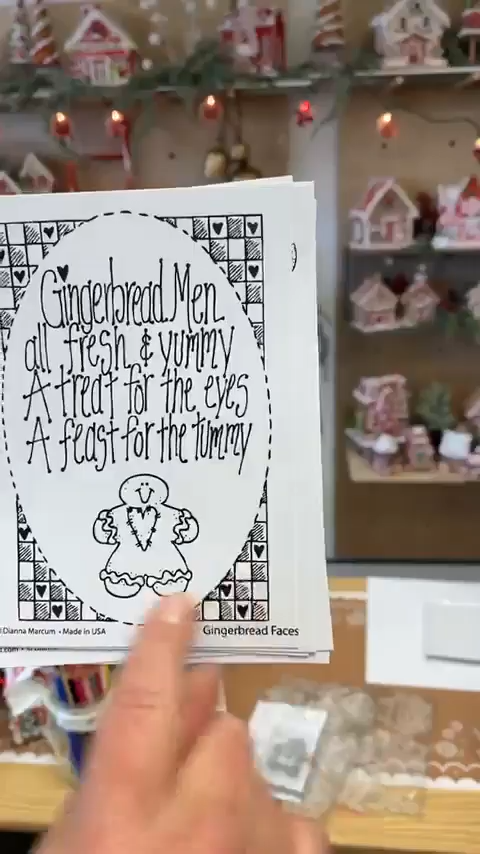 Gingerbread Men
all fresh & yummy
A treat for the eyes
A feast for the tummy
Dianna Marcum • Made in USA
Gingerbread Faces